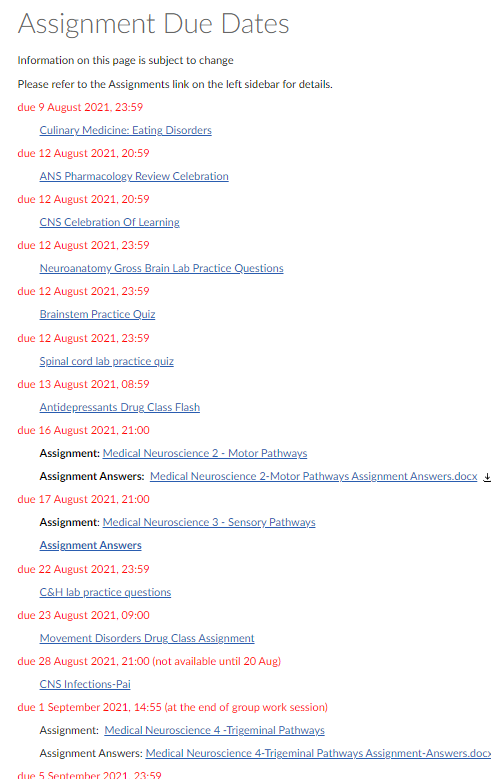 Assignment Due Dates
Information on this page is subject to change
Please refer to the Assignments link on the left sidebar for details.
due 9 August 2021, 23:59
Culinary Medicine: Eating Disorders
due 12 August 2021, 20:59
ANS Pharmacology Review Celebration
due 12 August 2021, 20:59
CNS Celebration Of Learning
due 12 August 2021, 23:59
Neuroanatomy Gross Brain Lab Practice Questions
due 12 August 2021, 23:59
Brainstem Practice Quiz
due 12 August 2021, 23:59
Spinal cord lab practice quiz
due 13 August 2021, 08:59
Antidepressants Drug Class Flash
due 16 August 2021, 21:00
Assignment: Medical Neuroscience 2 - Motor Pathways
Assignment Answers: Medical Neuroscience 2-Motor Pathways Assignment Answers.docx
due 17 August 2021, 21:00
Assignment: Medical Neuroscience 3 - Sensory Pathways
Assignment Answers
due 22 August 2021, 23:59
C&H lab practice questions
due 23 August 2021, 09:00
Movement Disorders Drug Class Assignment
due 28 August 2021, 21:00 (not available until 20 Aug)
CNS Infections-Pai
due 1 September 2021, 14:55 (at the end of group work session)
Assignment: Medical Neuroscience 4 -Trigeminal Pathways
Assignment Answers: Medical Neuroscience 4-Trigeminal Pathways Assignment-Answers.docx
due 5 September 2021, 23:59